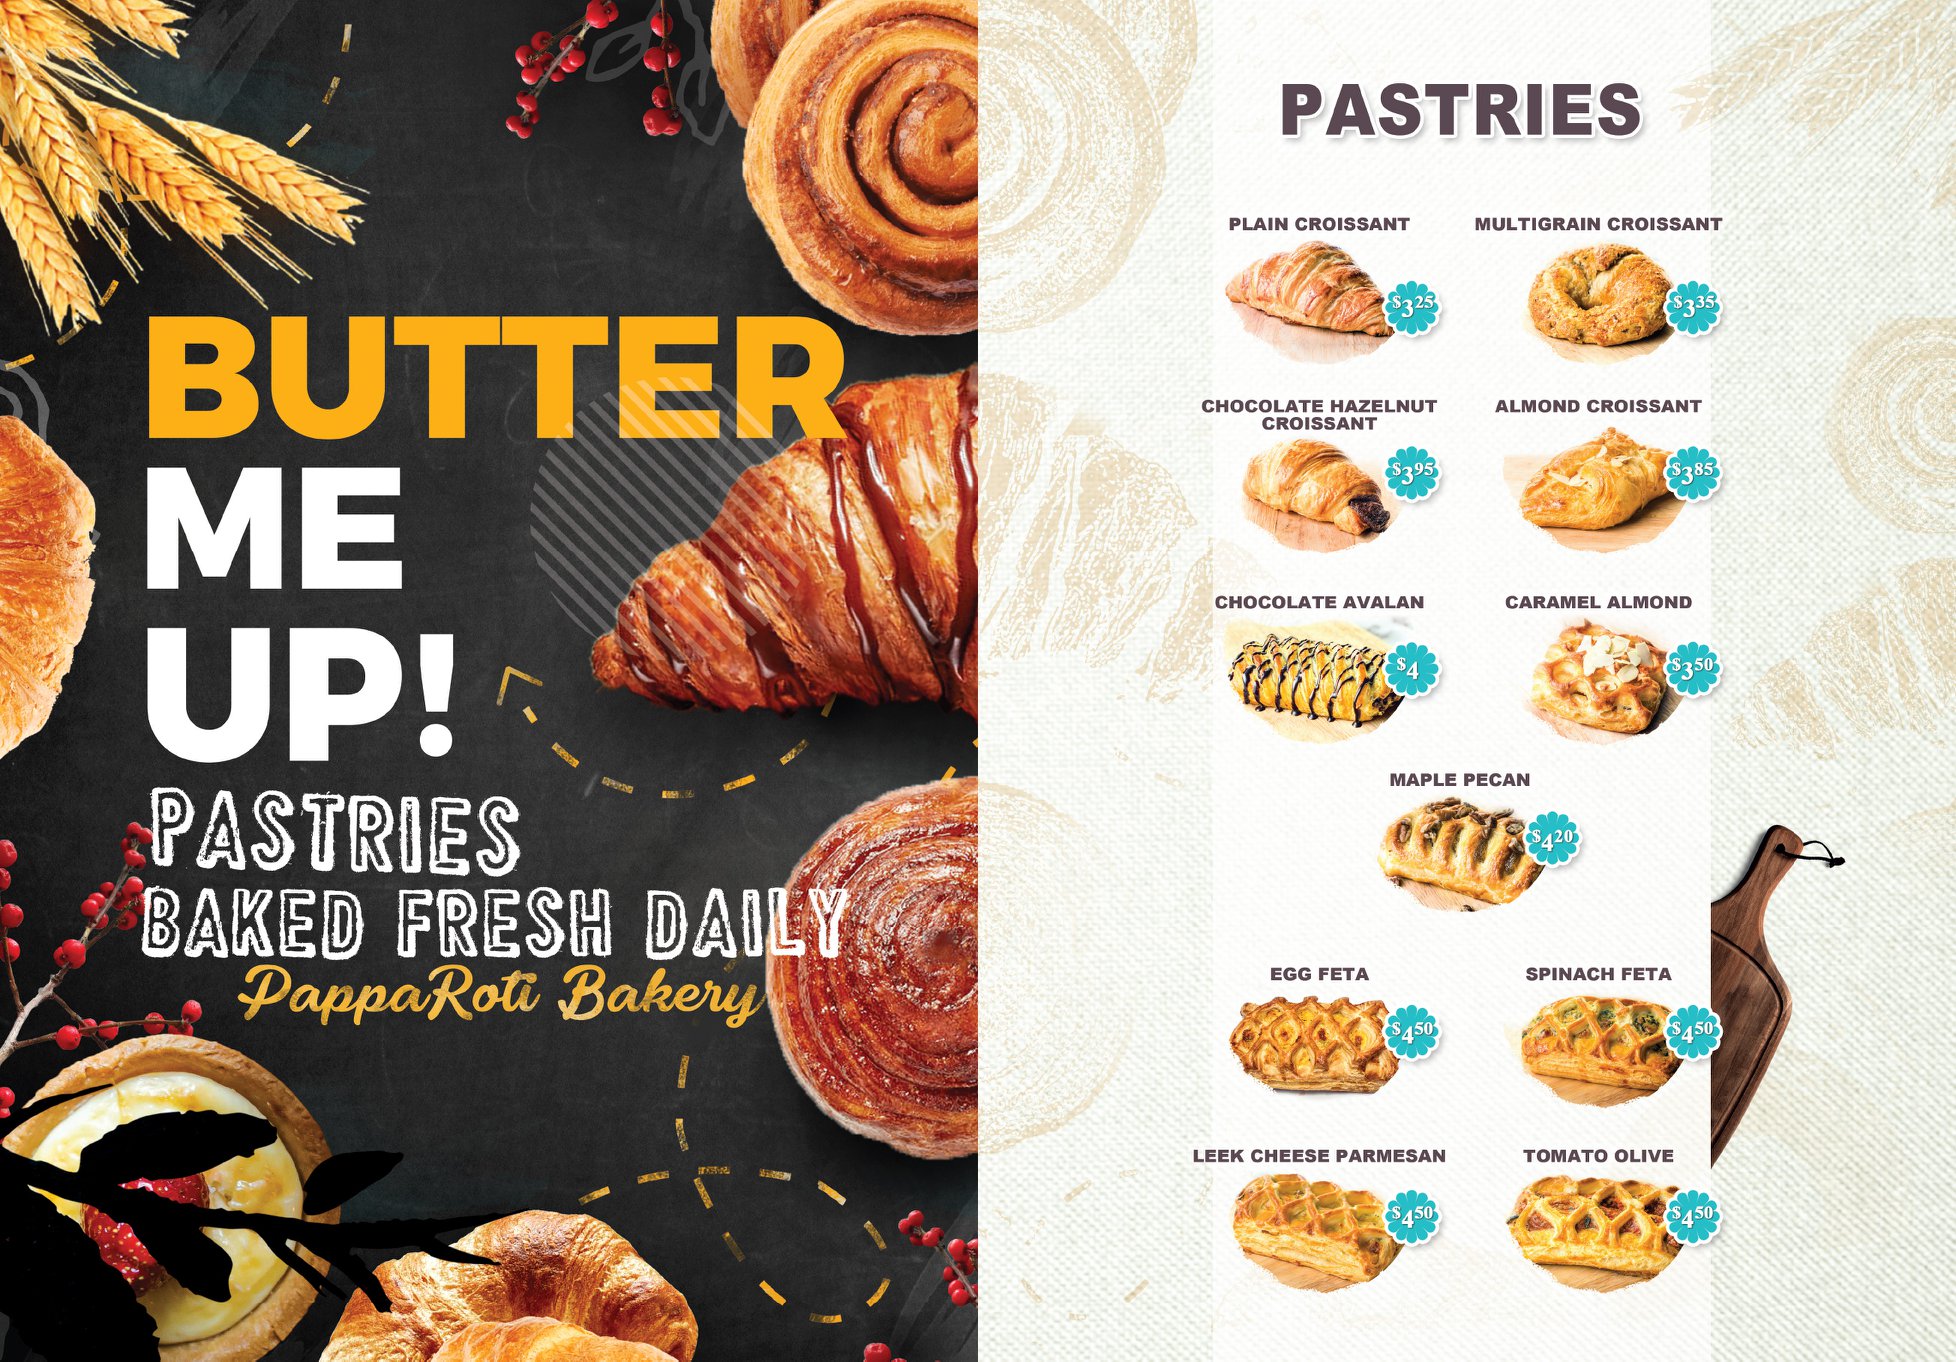 BUTTER
ME
UP!
PASTRIES
BAKED FRESH DAILY
PappaRoti Bakery
PASTRIES
PLAIN CROISSANT
$3.25
MULTIGRAIN CROISSANT
$3.35
CHOCOLATE HAZELNUT
CROISSANT
$3.95
ALMOND CROISSANT
$3.85
CHOCOLATE AVALAN
$4
CARAMEL ALMOND
$3.50
MAPLE PECAN
$4.20
EGG FETA
$4.50
SPINACH FETA
$4.50
LEEK CHEESE PARMESAN
$4.50
TOMATO OLIVE
$4.50